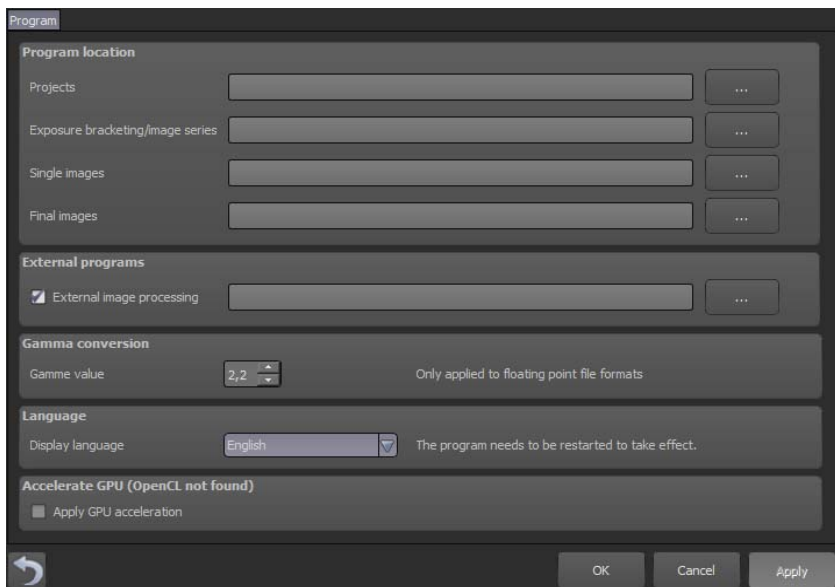 Program
Program location
Projects
...
Exposure bracketing/image series
...
Single images
...
Final images
...
External programs
External image processing
...
Gamma conversion
Gamme value
2,2
Only applied to floating point file formats
Language
Display language
English
The program needs to be restarted to take effect.
Accelerate GPU (OpenCL not found)
Apply GPU acceleration
OK
Cancel
Apply